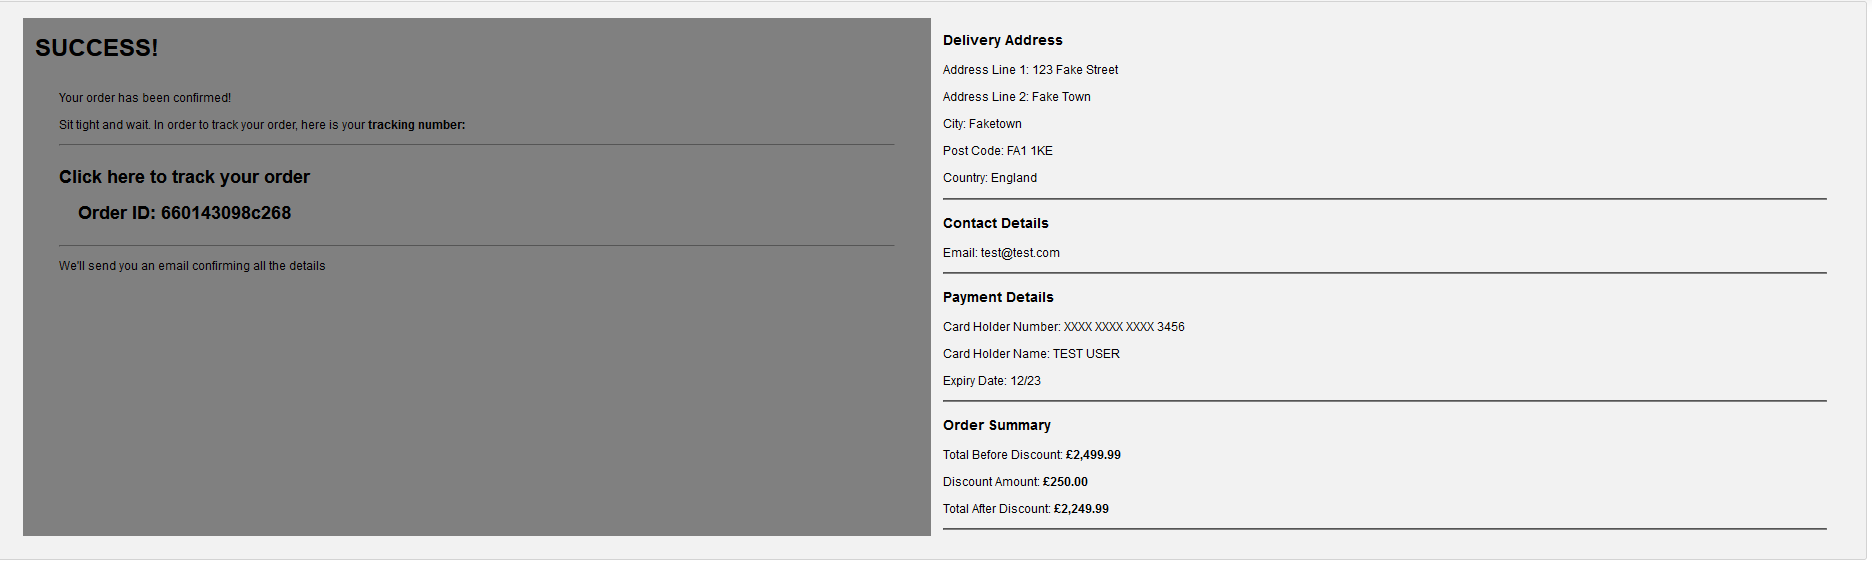 SUCCESS!
Your order has been confirmed!
Sit tight and wait. In order to track your order, here is your tracking number:
Click here to track your order
Order ID: 660143098c268
We'll send you an email confirming all the details
Delivery Address
Address Line 1: 123 Fake Street
Address Line 2: Fake Town
City: Faketown
Post Code: FA1 1KE
Country: England
Contact Details
Email: test@test.com
Payment Details
Card Holder Number: XXXX XXXX XXXX 3456
Card Holder Name: TEST USER
Expiry Date: 12/23
Order Summary
Total Before Discount: £2,499.99
Discount Amount: £250.00
Total After Discount: £2,249.99